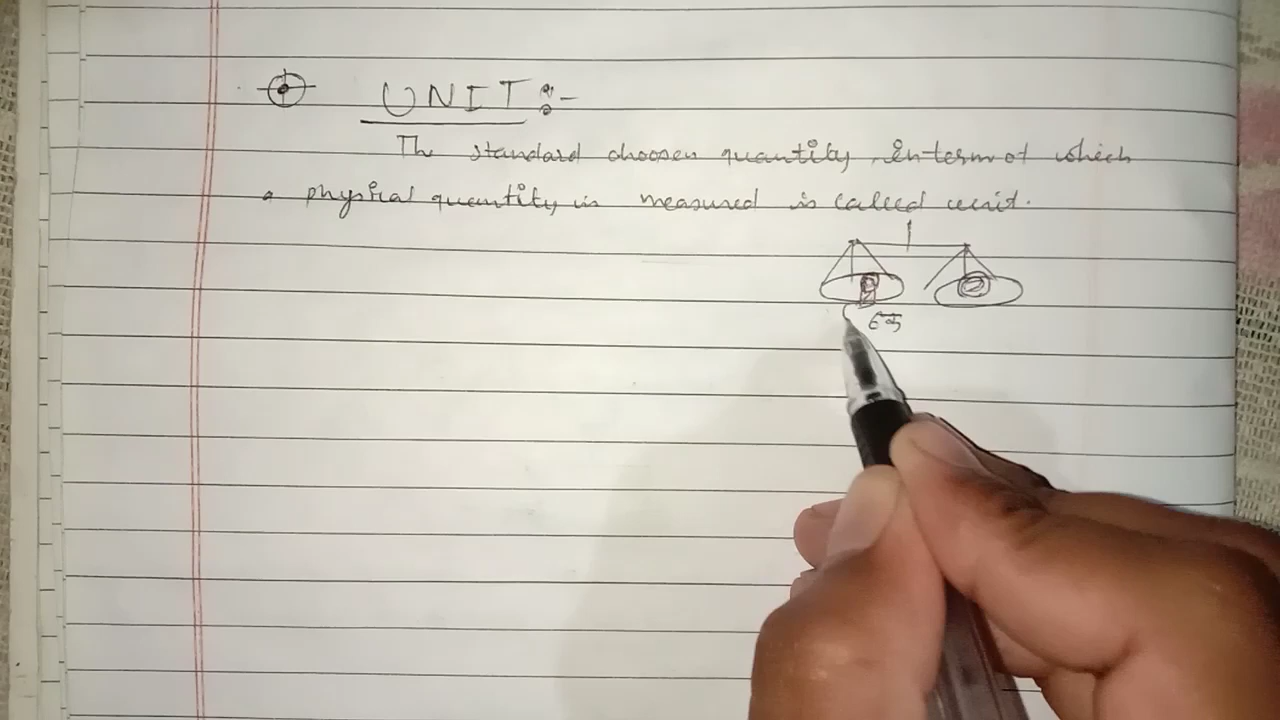 UNIT :-
The standard choosen quantity, in term of which
a physical quantity is measured is called unit.